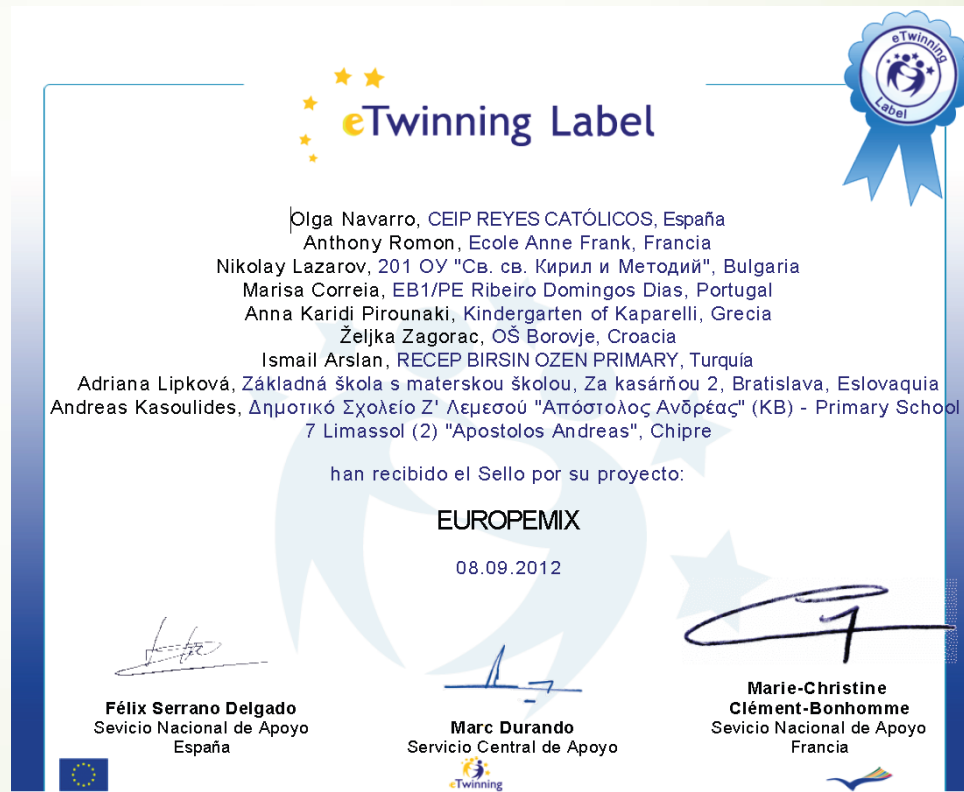 eTwinning
Label
eTwinning Label
Olga Navarro, CEIP REYES CATÓLICOS, España
Anthony Romon, Ecole Anne Frank, Francia
Nikolay Lazarov, 201 ОУ "Св. св. Кирил и Методий", Bulgaria
Marisa Correia, EB1/PE Ribeiro Domingos Dias, Portugal
Anna Karidi Pirounaki, Kindergarten of Kaparelli, Grecia
Željka Zagorac, OŠ Borovje, Croacia
Ismail Arslan, RECEP BIRSIN OZEN PRIMARY, Turquía
Adriana Lipková, Základná škola s materskou školou, Za kasárňou 2, Bratislava, Eslovaquia
Andreas Kasoulides, Δημοτικό Σχολείο Ζ' Λεμεσού "Απόστολος Ανδρέας" (ΚΒ) - Primary School
7 Limassol (2) "Apostolos Andreas", Chipre
han recibido el Sello por su proyecto:
EUROPEMIX
08.09.2012
Félix Serrano Delgado
Sevicio Nacional de Apoyo
España
Marc Durando
Servicio Central de Apoyo
eTwinning
Marie-Christine
Clément-Bonhomme
Sevicio Nacional de Apoyo
Francia